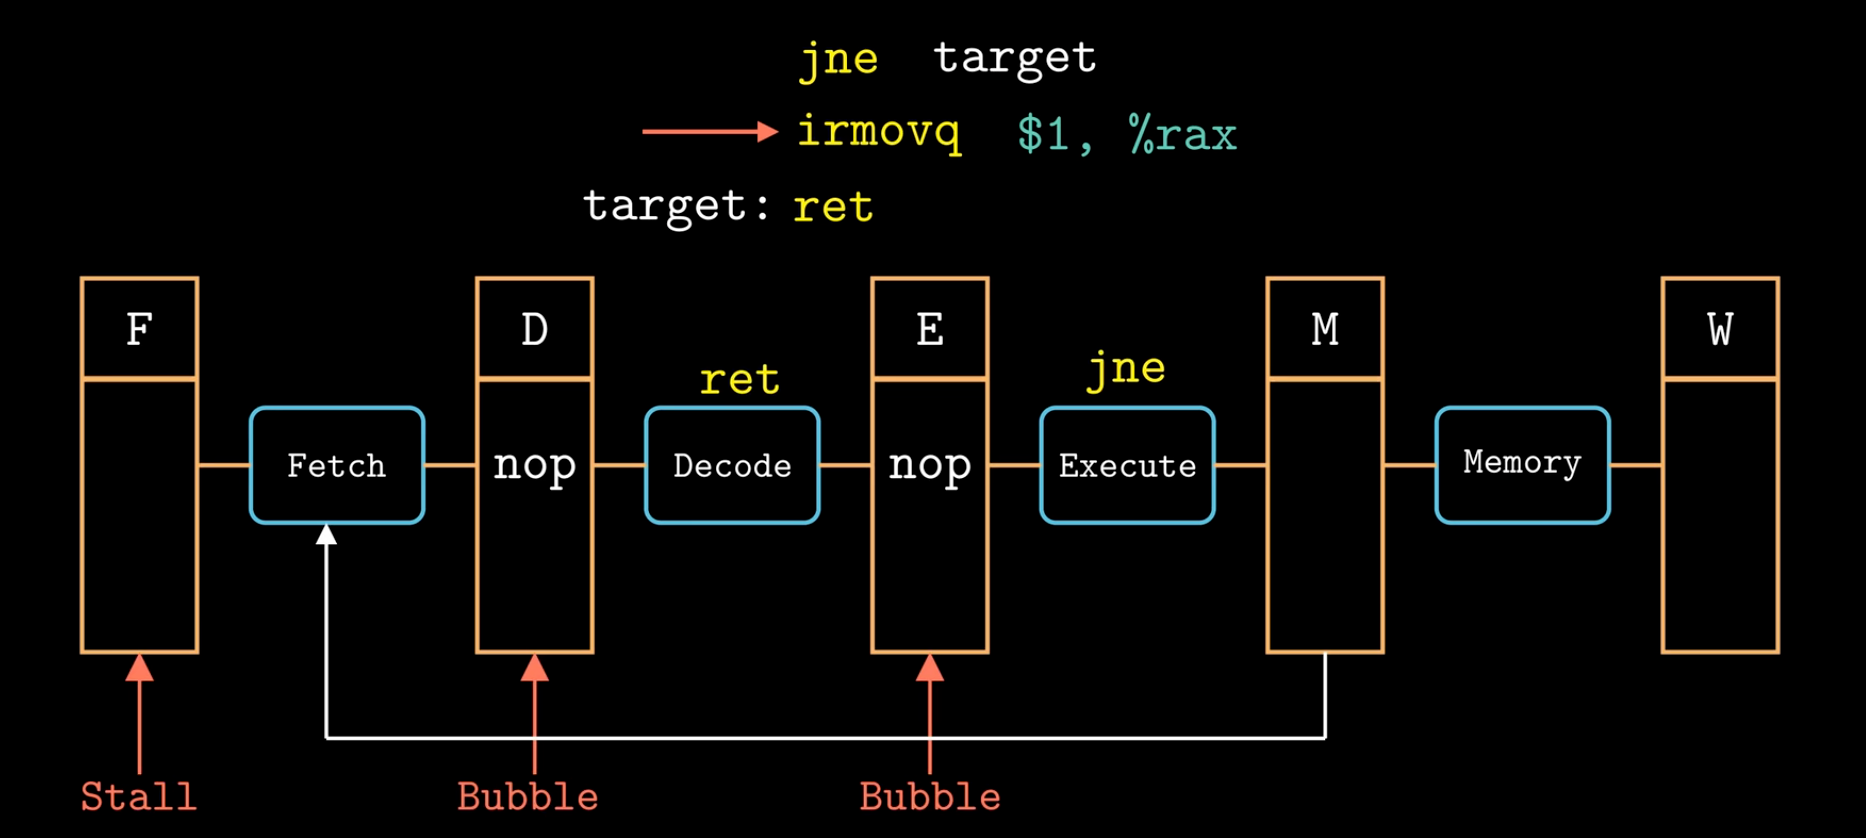 jne target
irmovq $1, %rax
target: ret
F D E M W
ret jne
Fetch nop Decode nop Execute Memory
Stall Bubble Bubble